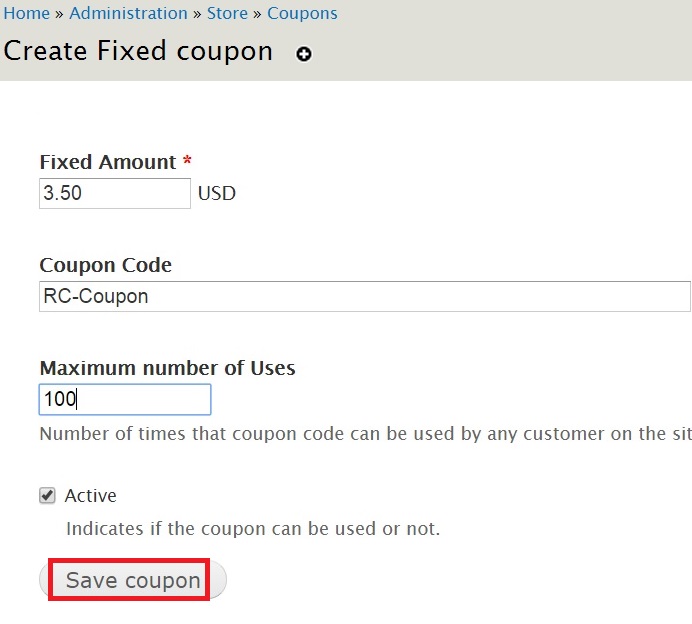 Home » Administration » Store » Coupons
Create Fixed coupon
Fixed Amount *
3.50 USD
Coupon Code
RC-Coupon
Maximum number of Uses
100
Number of times that coupon code can be used by any customer on the sit
Active
Indicates if the coupon can be used or not.
Save coupon